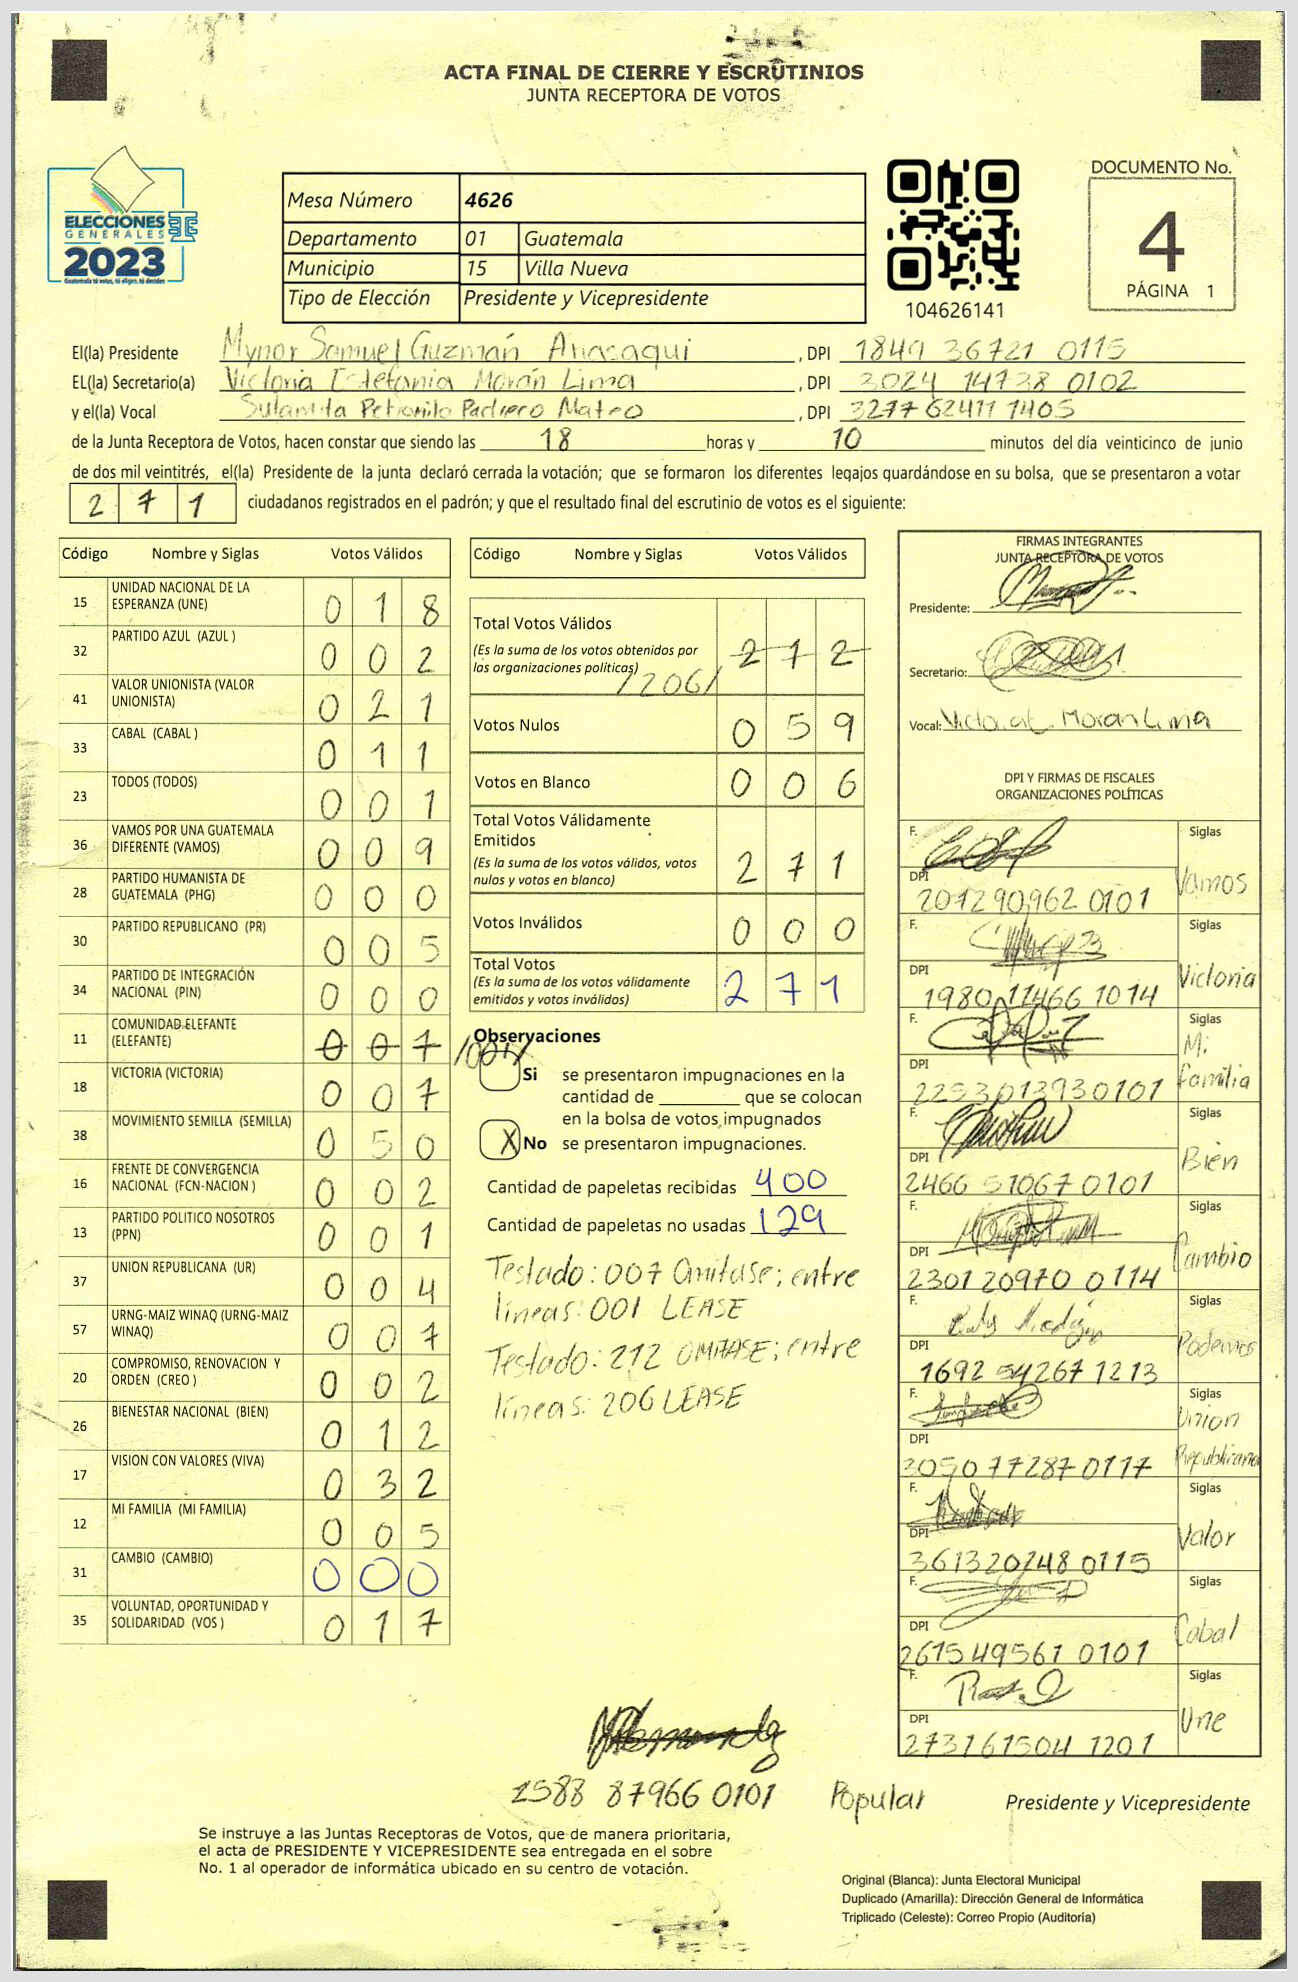 ACTA FINAL DE CIERRE Y ESCRUTINIOS
JUNTA RECEPTORA DE VOTOS
ELECCIONES
GENERALES
2023
Guatemala tú votas, tú eliges, tú decides
Mesa Número 4626
Departamento 01 Guatemala
Municipio 15 Villa Nueva
Tipo de Elección Presidente y Vicepresidente
104626141
DOCUMENTO No.
4
PÁGINA 1
El(la) Presidente Mynor Samuel Guzmán , DPI 1849 36721 0115
EL(la) Secretario(a) Victoria Estefania Morán Lima , DPI 3024 14738 0102
y el(la) Vocal Mateo , DPI 3277 62411 1405
de la Junta Receptora de Votos, hacen constar que siendo las 18 horas y 10 minutos del día veinticinco de junio
de dos mil veintitrés, el(la) Presidente de la junta declaró cerrada la votación; que se formaron los diferentes legajos guardándose en su bolsa, que se presentaron a votar
2 7 1 ciudadanos registrados en el padrón; y que el resultado final del escrutinio de votos es el siguiente:
Código Nombre y Siglas Votos Válidos
15 UNIDAD NACIONAL DE LA ESPERANZA (UNE) 0 1 8
32 PARTIDO AZUL (AZUL ) 0 0 2
41 VALOR UNIONISTA (VALOR UNIONISTA) 0 2 1
33 CABAL (CABAL ) 0 1 1
23 TODOS (TODOS) 0 0 1
36 VAMOS POR UNA GUATEMALA DIFERENTE (VAMOS) 0 0 9
28 PARTIDO HUMANISTA DE GUATEMALA (PHG) 0 0 0
30 PARTIDO REPUBLICANO (PR) 0 0 5
34 PARTIDO DE INTEGRACIÓN NACIONAL (PIN) 0 0 0
11 COMUNIDAD ELEFANTE (ELEFANTE) 0 0 7 /001/
18 VICTORIA (VICTORIA) 0 0 7
38 MOVIMIENTO SEMILLA (SEMILLA) 0 5 0
16 FRENTE DE CONVERGENCIA NACIONAL (FCN-NACION ) 0 0 2
13 PARTIDO POLITICO NOSOTROS (PPN) 0 0 1
37 UNION REPUBLICANA (UR) 0 0 4
57 URNG-MAIZ WINAQ (URNG-MAIZ WINAQ) 0 0 7
20 COMPROMISO, RENOVACION Y ORDEN (CREO ) 0 0 2
26 BIENESTAR NACIONAL (BIEN) 0 1 2
17 VISION CON VALORES (VIVA) 0 3 2
12 MI FAMILIA (MI FAMILIA) 0 0 5
31 CAMBIO (CAMBIO) 0 0 0
35 VOLUNTAD, OPORTUNIDAD Y SOLIDARIDAD (VOS ) 0 1 7
Código Nombre y Siglas Votos Válidos
Total Votos Válidos 2 1 2
(Es la suma de los votos obtenidos por
las organizaciones políticas)
/206/
Votos Nulos 0 5 9
Votos en Blanco 0 0 6
Total Votos Válidamente
Emitidos 2 7 1
(Es la suma de los votos válidos, votos
nulos y votos en blanco)
Votos Inválidos 0 0 0
Total Votos 2 7 1
(Es la suma de los votos válidamente
emitidos y votos inválidos)
Observaciones
Si se presentaron impugnaciones en la
cantidad de ________ que se colocan
en la bolsa de votos impugnados
X No se presentaron impugnaciones.
Cantidad de papeletas recibidas 400
Cantidad de papeletas no usadas 129
Testado: 007 Omitase; entre
líneas: 001 LEASE
Testado: 212 OMITASE; entre
líneas: 206 LEASE
FIRMAS INTEGRANTES
JUNTA RECEPTORA DE VOTOS
Presidente:
Secretario:
Vocal: Moran Lima
DPI Y FIRMAS DE FISCALES
ORGANIZACIONES POLÍTICAS
F. Siglas
DPI Vamos
20129 0962 0101
F. Siglas
DPI Victoria
1980 11466 1014
F. Siglas
DPI Mi familia
2253013930101
F. Siglas
DPI Bien
2466 51067 0101
F. Siglas
DPI Cambio
2301 20970 0114
F. Siglas
DPI Podemos
1692 54267 1213
F. Siglas
DPI Union Republicana
3050 77287 0117
F. Siglas
DPI Valor
361320248 0115
F. Siglas
DPI Cabal
261549561 0101
F. Siglas
DPI Une
273161504 1201
1588 87966 0101 Popular
Presidente y Vicepresidente
Se instruye a las Juntas Receptoras de Votos, que de manera prioritaria,
el acta de PRESIDENTE Y VICEPRESIDENTE sea entregada en el sobre
No. 1 al operador de informática ubicado en su centro de votación.
Original (Blanca): Junta Electoral Municipal
Duplicado (Amarilla): Dirección General de Informática
Triplicado (Celeste): Correo Propio (Auditoría)